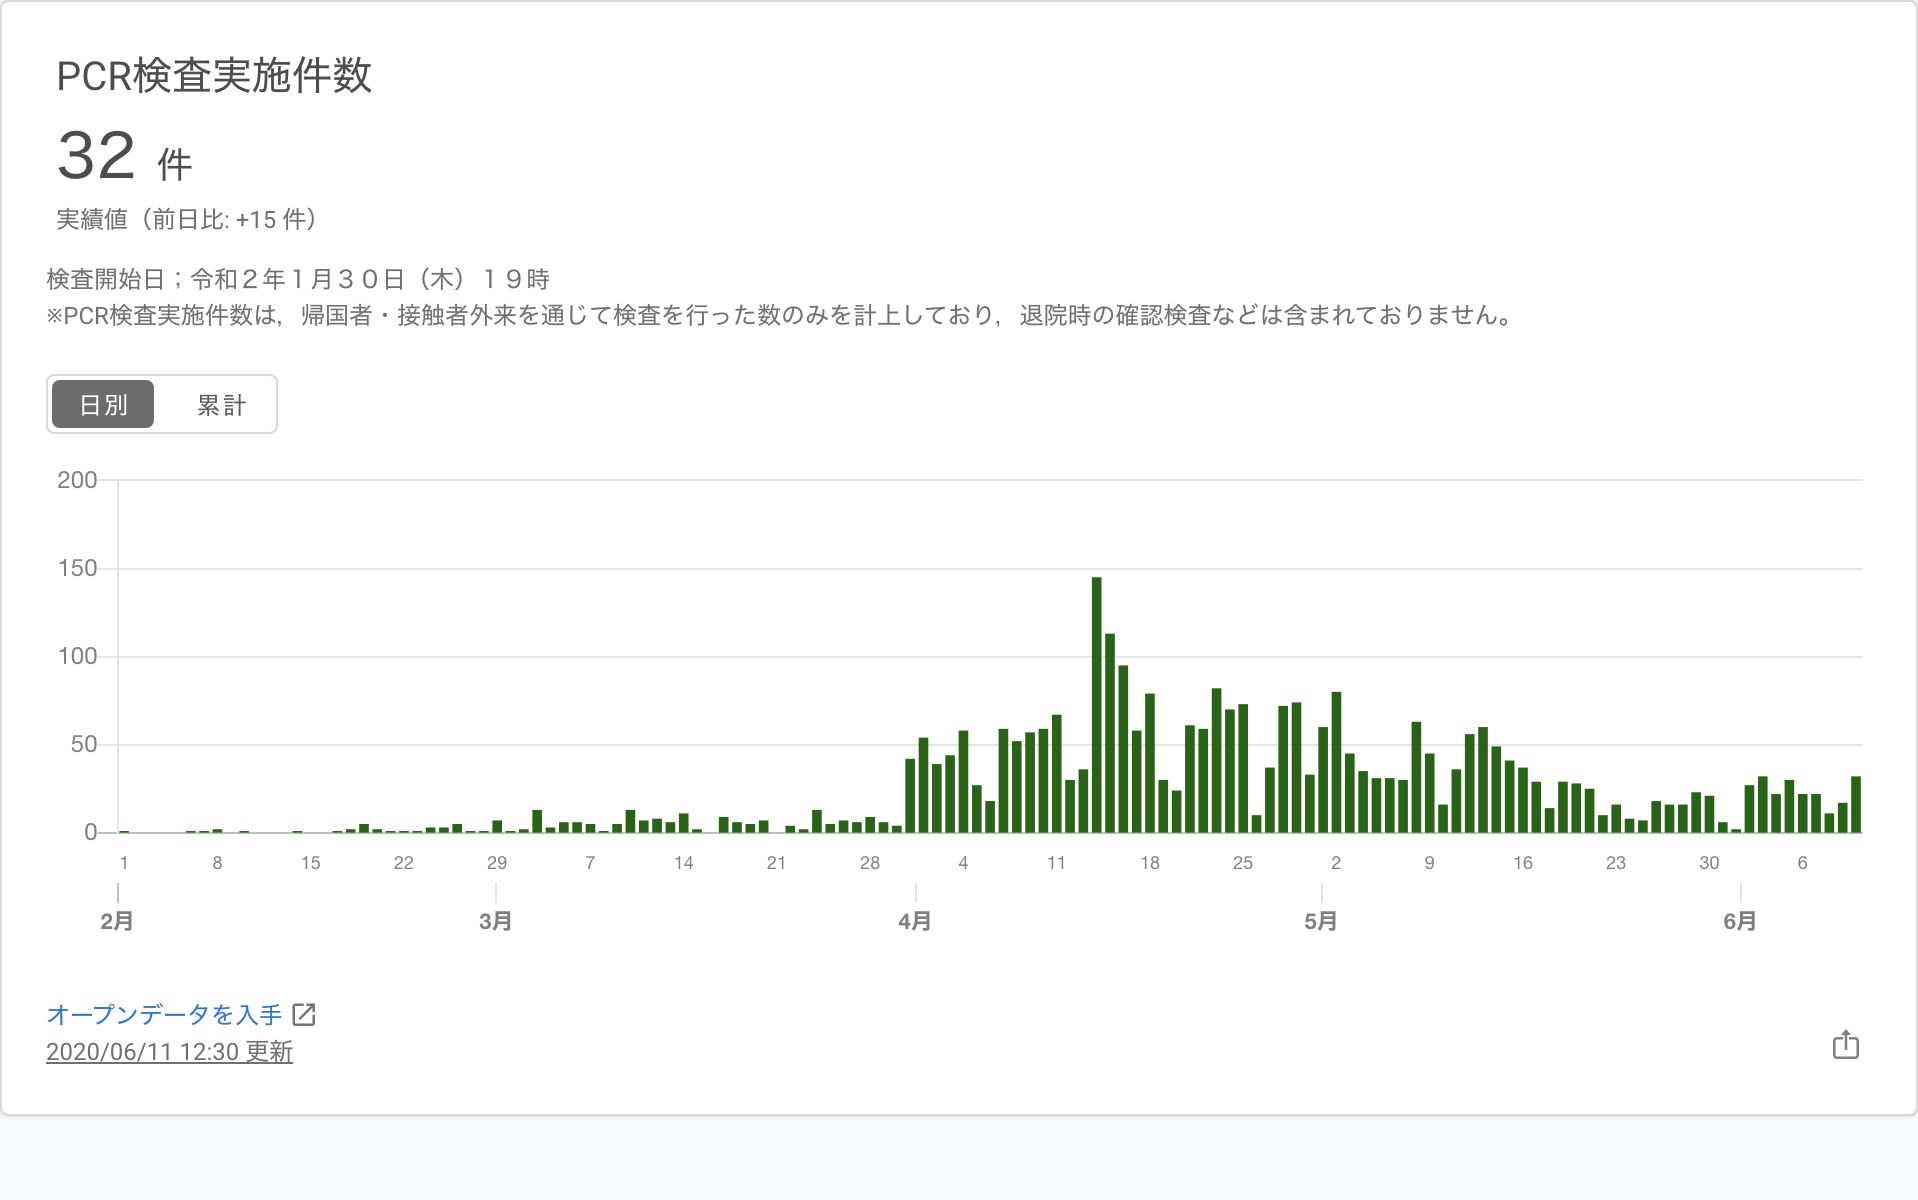 PCR検査実施件数
32 件
実績値（前日比: +15 件）
検査開始日；令和２年１月３０日（木）１９時
※PCR検査実施件数は，帰国者・接触者外来を通じて検査を行った数のみを計上しており，退院時の確認検査などは含まれておりません。
日別 累計
200
150
100
50
0
1 8 15 22 29 7 14 21 28 4 11 18 25 2 9 16 23 30 6
2月 3月 4月 5月 6月
オープンデータを入手
2020/06/11 12:30 更新